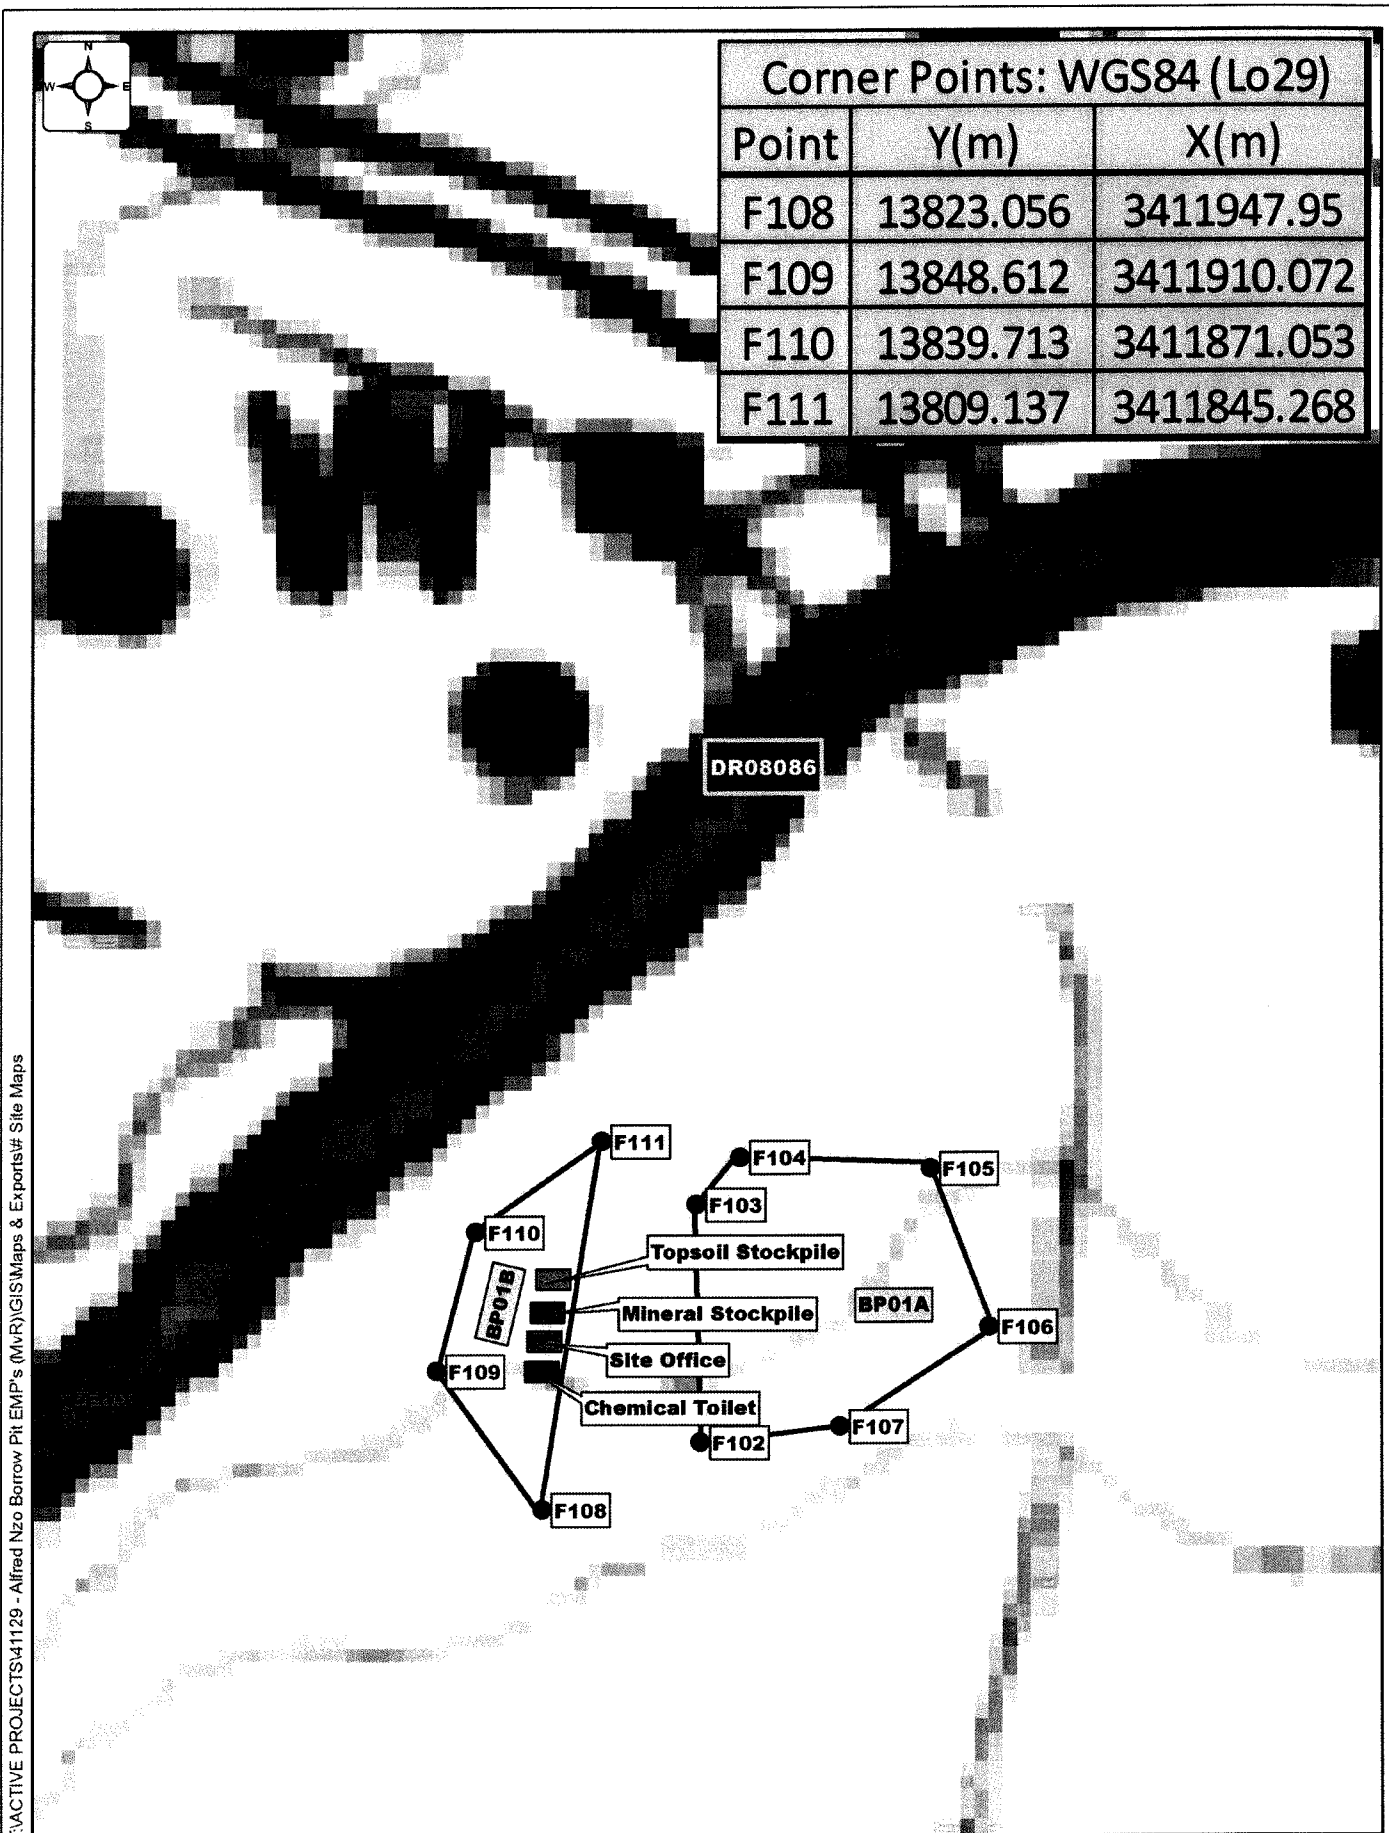 N
W E
S
Corner Points: WGS84 (Lo29)
Point Y(m) X(m)
F108 13823.056 3411947.95
F109 13848.612 3411910.072
F110 13839.713 3411871.053
F111 13809.137 3411845.268
DR08086
F111
F104
F105
F103
F110
Topsoil Stockpile
BP01B
BP01A
Mineral Stockpile
F106
Site Office
F109
Chemical Toilet
F107
F102
F108
\ACTIVE PROJECTS\41129 - Alfred Nzo Borrow Pit EMP's (MvR)\GIS\Maps & Exports\# Site Maps